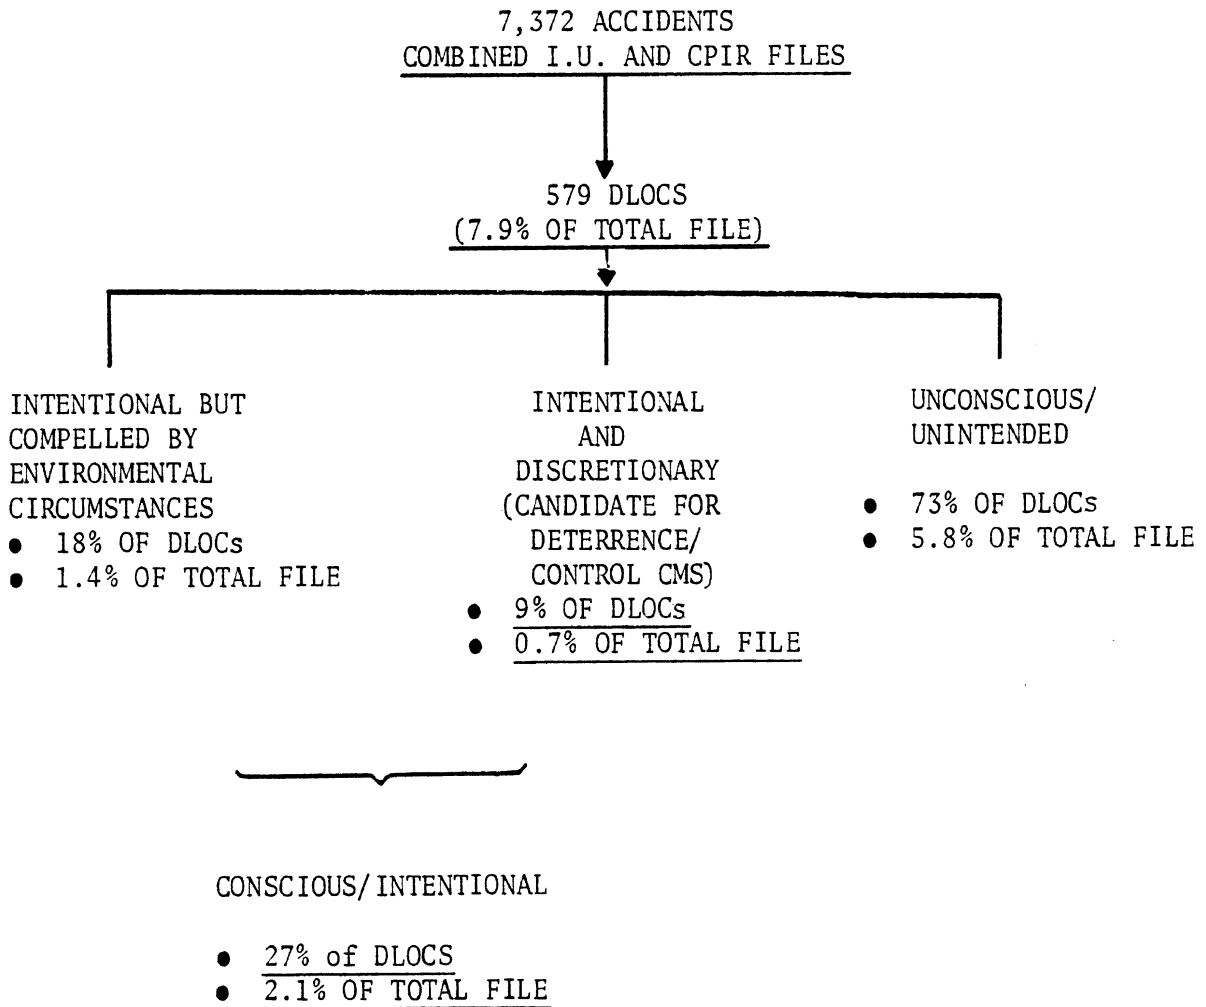 7,372 ACCIDENTS
COMBINED I.U. AND CPIR FILES
579 DLOCS
(7.9% OF TOTAL FILE)
INTENTIONAL BUT
COMPELLED BY
ENVIRONMENTAL
CIRCUMSTANCES
● 18% OF DLOCs
● 1.4% OF TOTAL FILE
INTENTIONAL
AND
DISCRETIONARY
(CANDIDATE FOR
DETERRENCE/
CONTROL CMS)
● 9% OF DLOCs
● 0.7% OF TOTAL FILE
UNCONSCIOUS/
UNINTENDED
● 73% OF DLOCs
● 5.8% OF TOTAL FILE
CONSCIOUS/INTENTIONAL
● 27% of DLOCS
● 2.1% OF TOTAL FILE